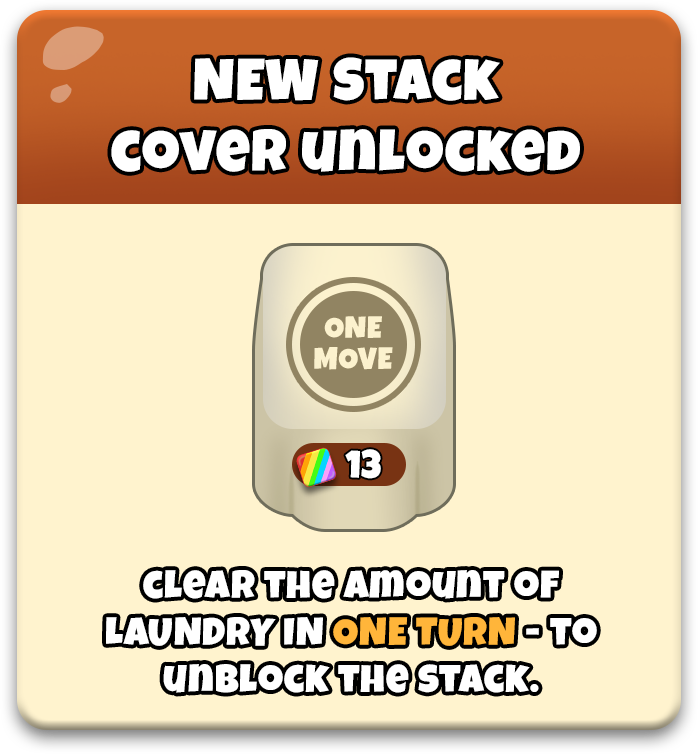 NEW STACK
COVER UNLOCKED
ONE
MOVE
13
CLEAR THE AMOUNT OF
LAUNDRY IN ONE TURN - TO
UNBLOCK THE STACK.